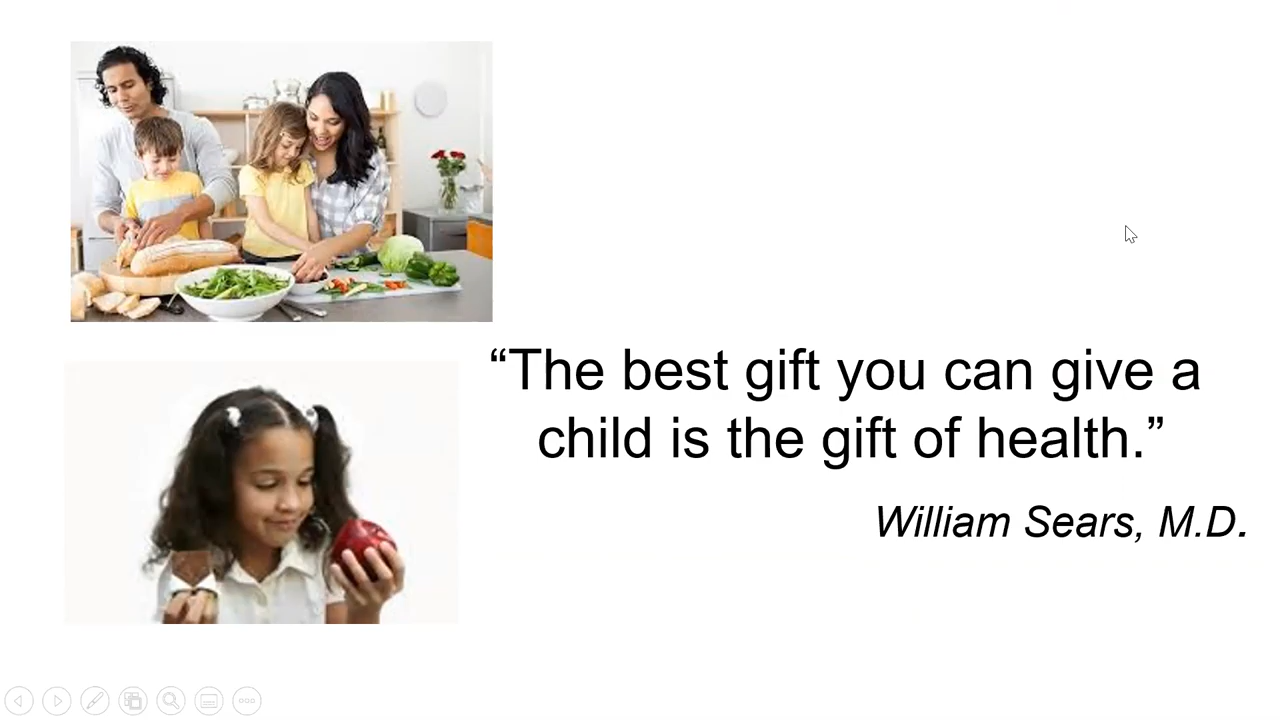 “The best gift you can give a
child is the gift of health.”
William Sears, M.D.